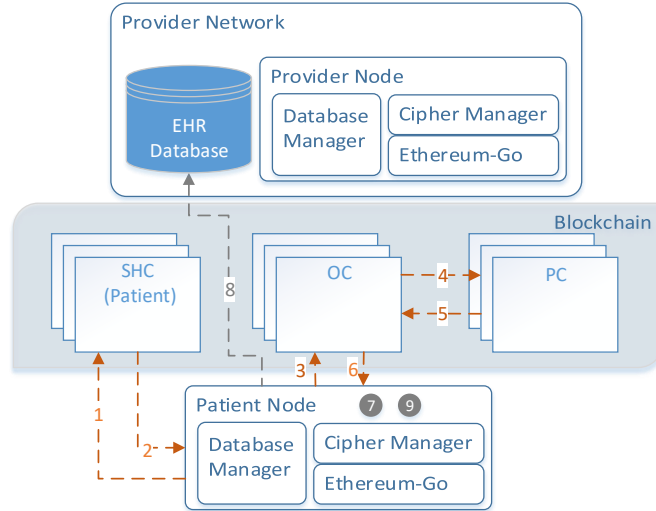 Provider Network
Provider Node
EHR
Database
Database
Manager
Cipher Manager
Ethereum-Go
Blockchain
SHC
(Patient)
OC
PC
4
5
8
3
6
1
2
Patient Node
7
9
Database
Manager
Cipher Manager
Ethereum-Go